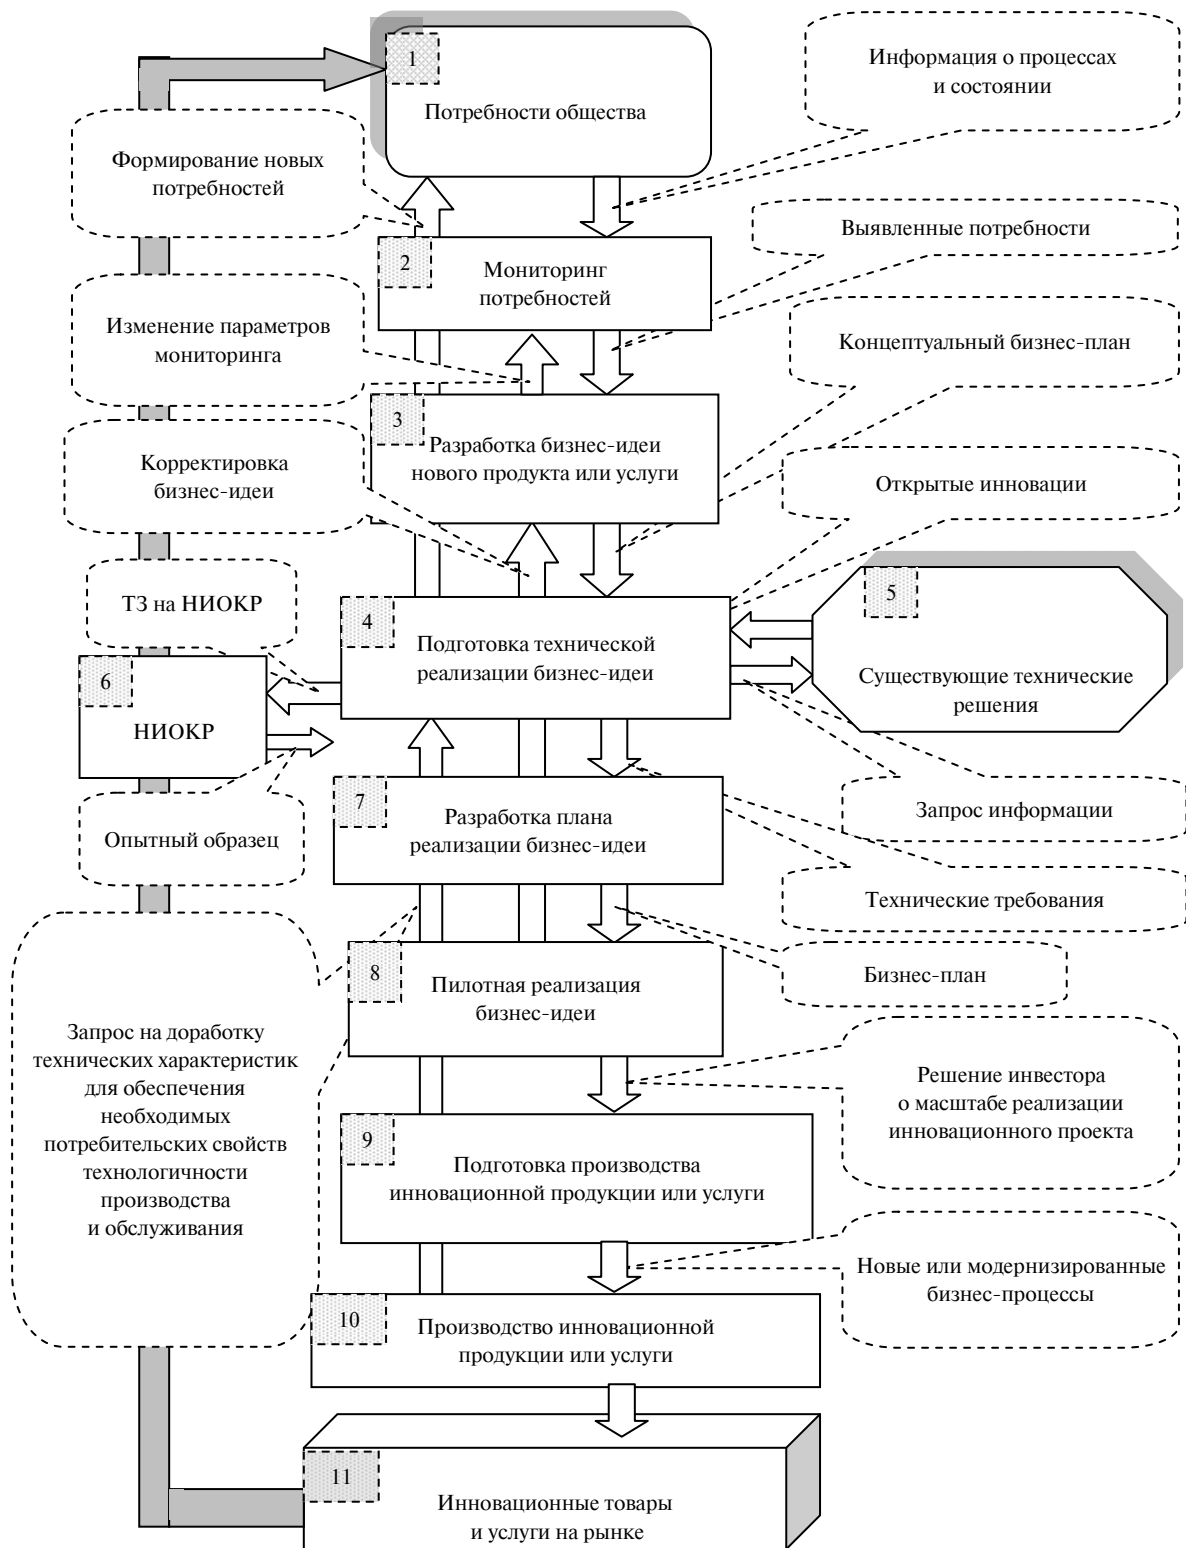 1
Потребности общества
Информация о процессах
и состоянии
Формирование новых
потребностей
2
Мониторинг
потребностей
Выявленные потребности
Изменение параметров
мониторинга
Концептуальный бизнес-план
3
Разработка бизнес-идеи
нового продукта или услуги
Корректировка
бизнес-идеи
Открытые инновации
ТЗ на НИОКР
4
Подготовка технической
реализации бизнес-идеи
5
Существующие технические
решения
6
НИОКР
7
Разработка плана
реализации бизнес-идеи
Запрос информации
Опытный образец
Технические требования
8
Пилотная реализация
бизнес-идеи
Бизнес-план
Запрос на доработку
технических характеристик
для обеспечения
необходимых
потребительских свойств
технологичности
производства
и обслуживания
Решение инвестора
о масштабе реализации
инновационного проекта
9
Подготовка производства
инновационной продукции или услуги
Новые или модернизированные
бизнес-процессы
10
Производство инновационной
продукции или услуги
11
Инновационные товары
и услуги на рынке